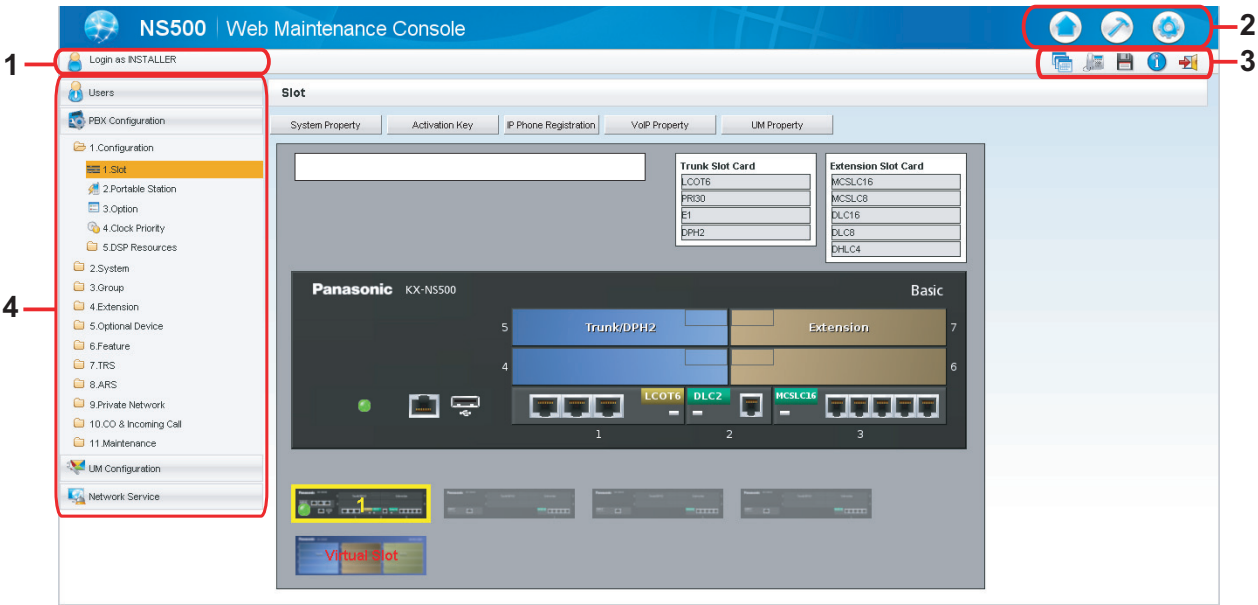 NS500 Web Maintenance Console
2
1
Login as INSTALLER
3
Users
Slot
PBX Configuration
System Property
Activation Key
IP Phone Registration
VoIP Property
UM Property
1.Configuration
1.Slot
2.Portable Station
3.Option
4.Clock Priority
5.DSP Resources
2.System
3.Group
4
4.Extension
5.Optional Device
6.Feature
7.TRS
8.ARS
9.Private Network
10.CO & Incoming Call
11.Maintenance
UM Configuration
Network Service
Trunk Slot Card
LCOT6
PRI30
E1
DPH2
Extension Slot Card
MCSLC16
MCSLC8
DLC16
DLC8
DHLC4
Panasonic KX-NS500
Basic
5
Trunk/DPH2
Extension
7
4
6
LCOT6
DLC2
MCSLC16
1
2
3
1
Virtual Slot